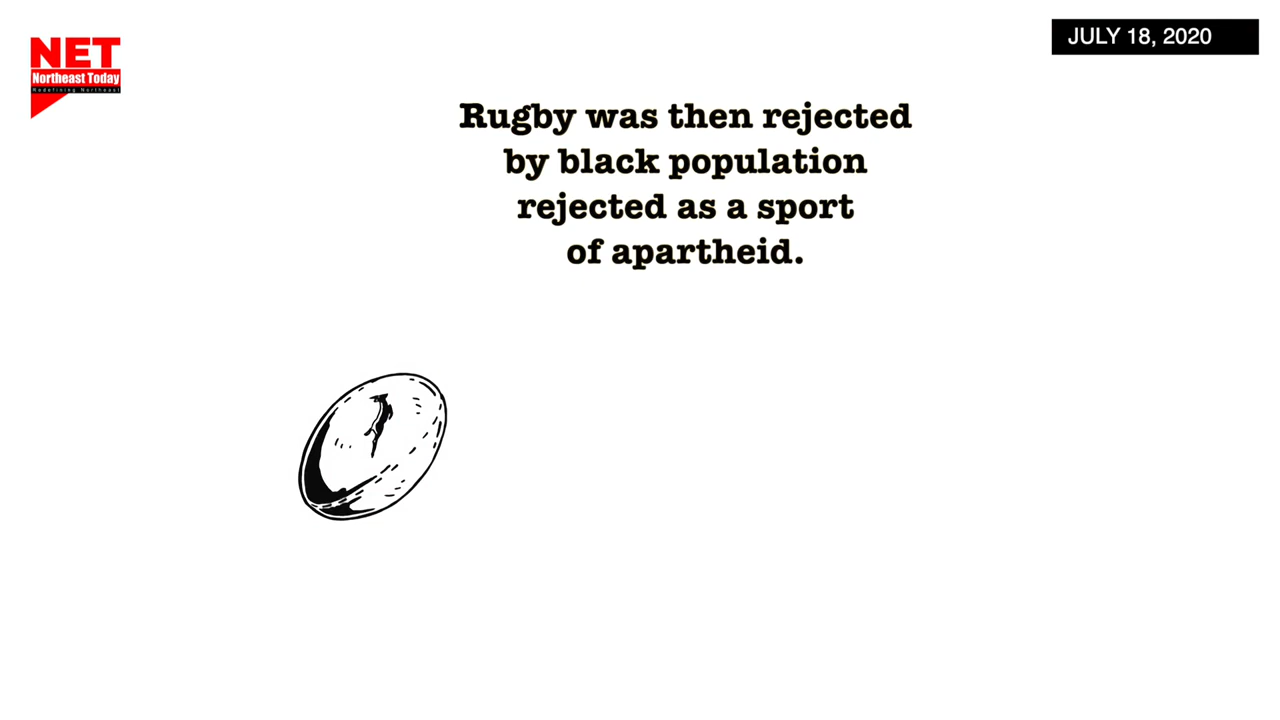 NET
Northeast Today
Redefining Northeast
JULY 18, 2020
Rugby was then rejected
by black population
rejected as a sport
of apartheid.